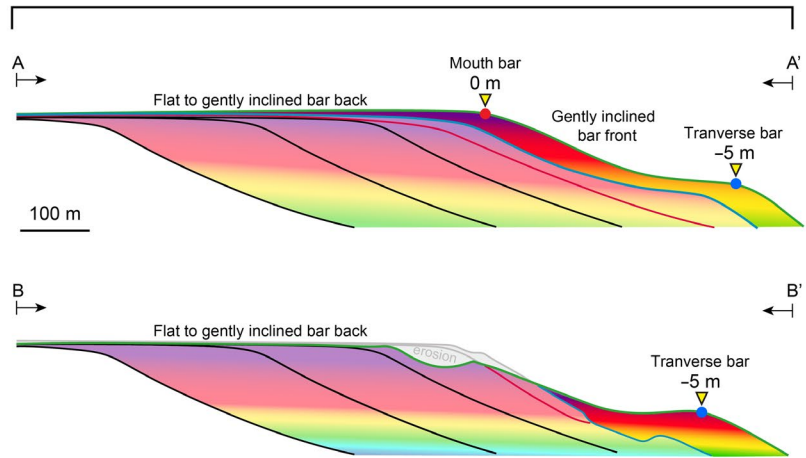 A
A'
Mouth bar
0 m
Flat to gently inclined bar back
Gently inclined
bar front
Tranverse bar
–5 m
100 m
B
B'
Flat to gently inclined bar back
erosion
Tranverse bar
–5 m